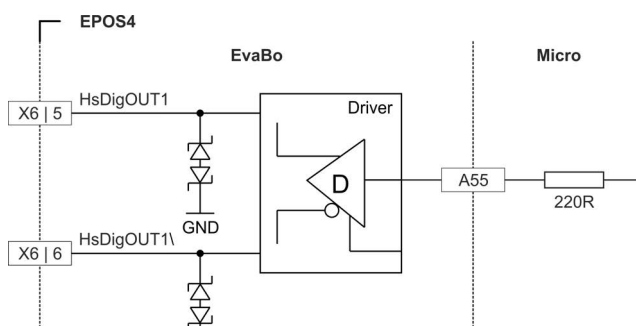 EPOS4
EvaBo
Micro
X6 | 5
HsDigOUT1
Driver
D
A55
220R
GND
X6 | 6
HsDigOUT1\